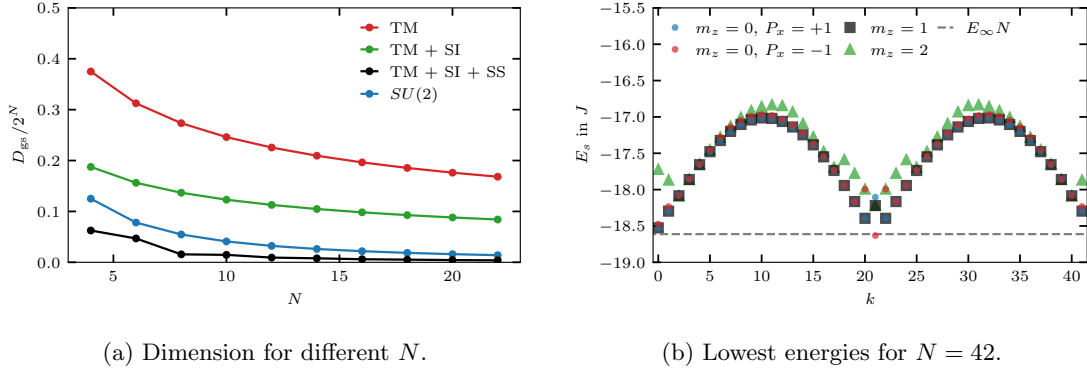 0.5
0.4
0.3
0.2
0.1
0.0
D_gs/2^N
TM
TM + SI
TM + SI + SS
SU(2)
5
10
15
20
N
(a) Dimension for different N.
−15.5
−16.0
−16.5
−17.0
−17.5
−18.0
−18.5
−19.0
E_s in J
m_z = 0, P_x = +1
m_z = 1
E_∞N
m_z = 0, P_x = −1
m_z = 2
0
5
10
15
20
25
30
35
40
k
(b) Lowest energies for N = 42.